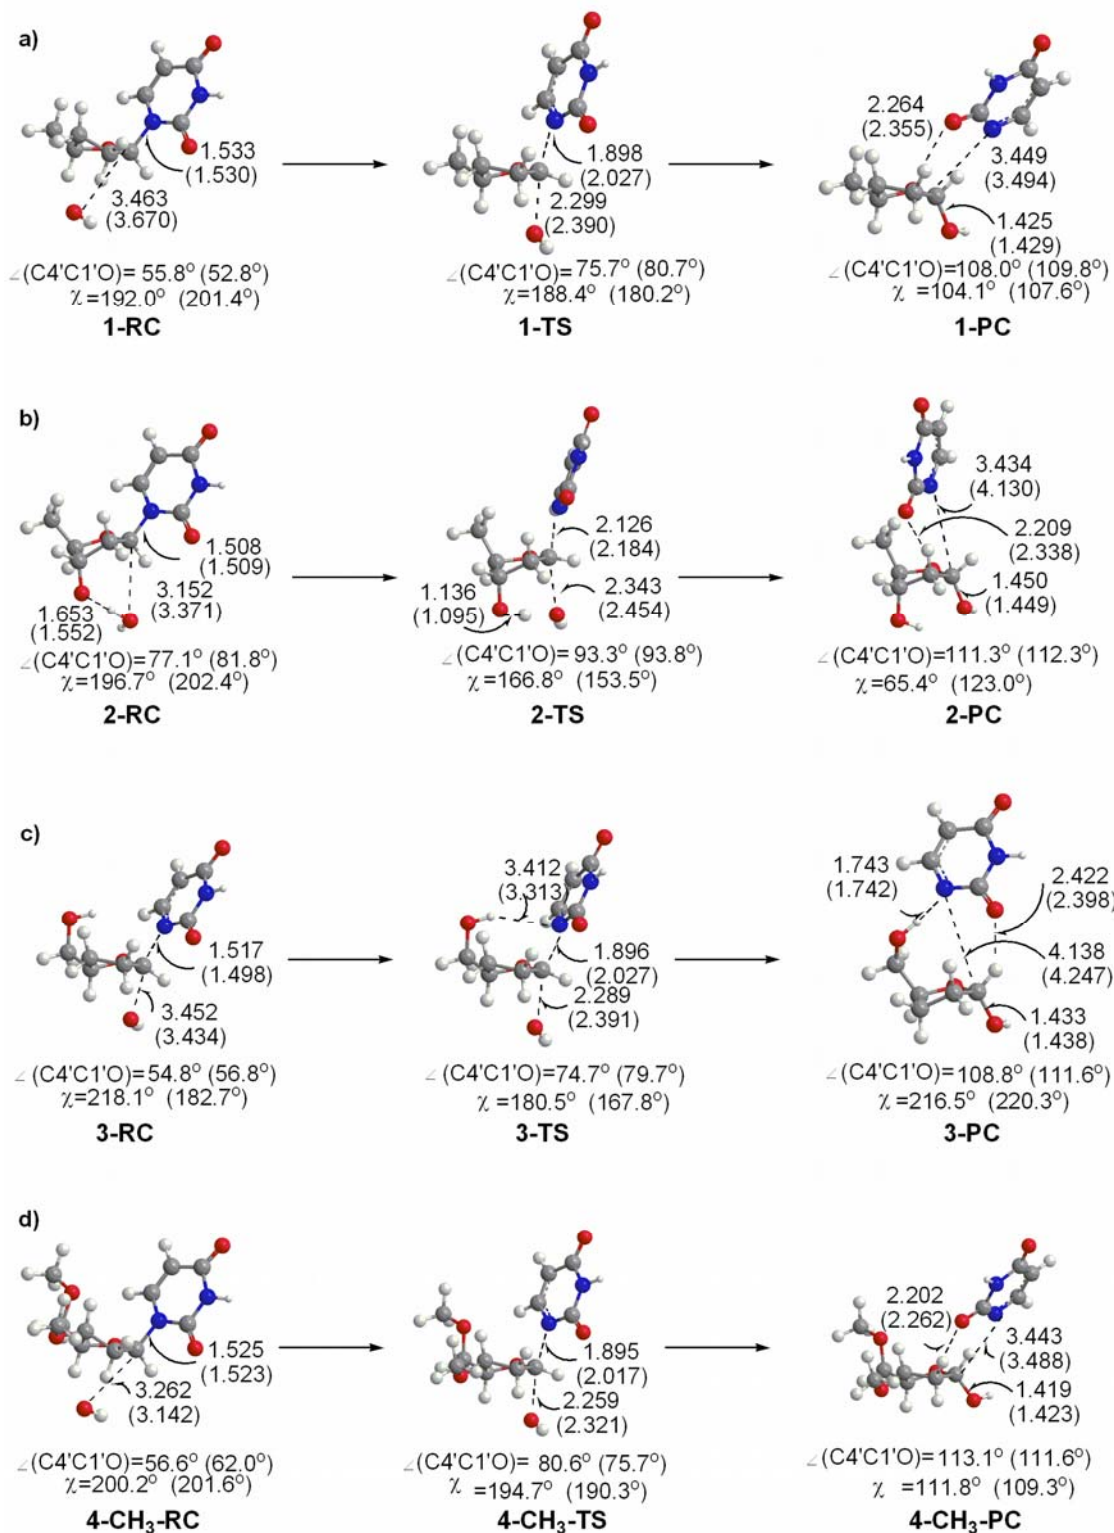 a)
1.533
(1.530)
3.463
(3.670)
∠(C4'C1'O)= 55.8° (52.8°)
χ=192.0° (201.4°)
1-RC
1.898
(2.027)
2.299
(2.390)
∠(C4'C1'O)= 75.7° (80.7°)
χ=188.4° (180.2°)
1-TS
2.264
(2.355)
3.449
(3.494)
1.425
(1.429)
∠(C4'C1'O)=108.0° (109.8°)
χ =104.1° (107.6°)
1-PC
b)
1.508
(1.509)
3.152
(3.371)
1.653
(1.552)
∠(C4'C1'O)=77.1° (81.8°)
χ=196.7° (202.4°)
2-RC
2.126
(2.184)
1.136
(1.095)
2.343
(2.454)
∠(C4'C1'O)=93.3° (93.8°)
χ=166.8° (153.5°)
2-TS
3.434
(4.130)
2.209
(2.338)
1.450
(1.449)
∠(C4'C1'O)=111.3° (112.3°)
χ=65.4° (123.0°)
2-PC
c)
1.517
(1.498)
3.452
(3.434)
∠(C4'C1'O)=54.8° (56.8°)
χ=218.1° (182.7°)
3-RC
3.412
(3.313)
1.896
(2.027)
2.289
(2.391)
∠(C4'C1'O)=74.7° (79.7°)
χ=180.5° (167.8°)
3-TS
1.743
(1.742)
2.422
(2.398)
4.138
(4.247)
1.433
(1.438)
∠(C4'C1'O)=108.8° (111.6°)
χ=216.5° (220.3°)
3-PC
d)
1.525
(1.523)
3.262
(3.142)
∠(C4'C1'O)=56.6° (62.0°)
χ=200.2° (201.6°)
4-CH₃-RC
1.895
(2.017)
2.259
(2.321)
∠(C4'C1'O)= 80.6° (75.7°)
χ =194.7° (190.3°)
4-CH₃-TS
2.202
(2.262)
3.443
(3.488)
1.419
(1.423)
∠(C4'C1'O)=113.1° (111.6°)
χ =111.8° (109.3°)
4-CH₃-PC